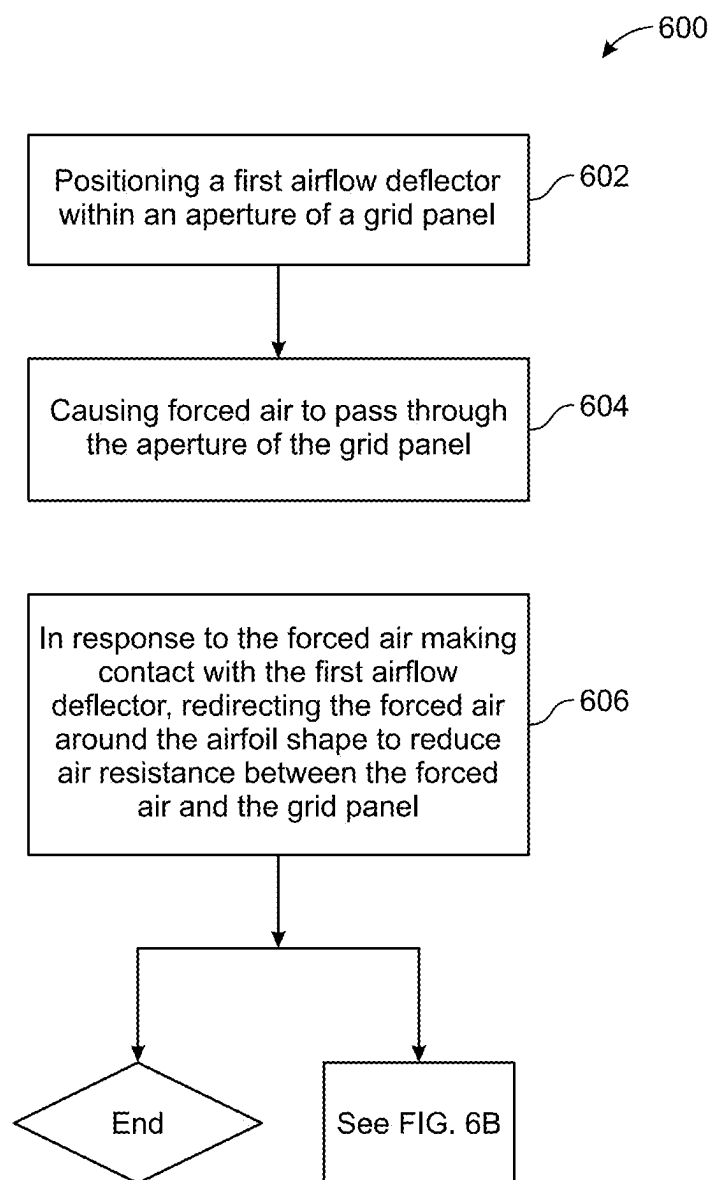 600
Positioning a first airflow deflector
within an aperture of a grid panel
602
Causing forced air to pass through
the aperture of the grid panel
604
In response to the forced air making
contact with the first airflow
deflector, redirecting the forced air
around the airfoil shape to reduce
air resistance between the forced
air and the grid panel
606
End
See FIG. 6B